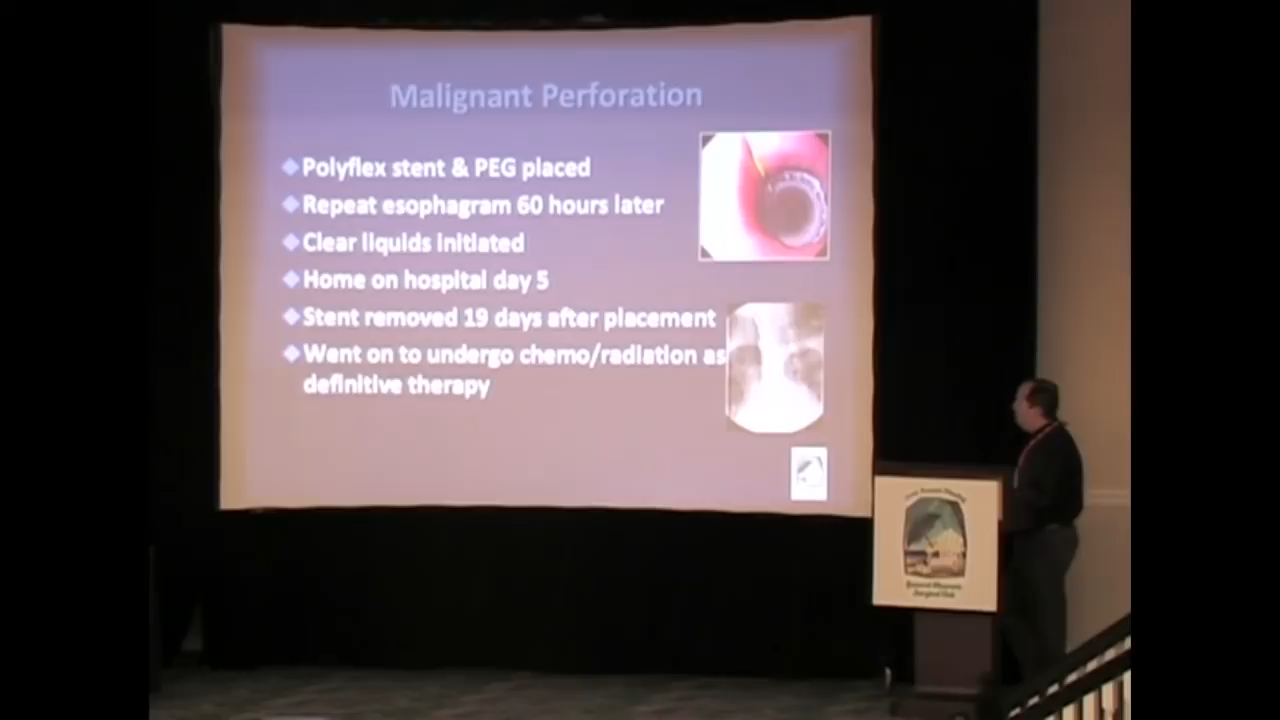 Malignant Perforation
Polyflex stent & PEG placed
Repeat esophagram 60 hours later
Clear liquids initiated
Home on hospital day 5
Stent removed 19 days after placement
Went on to undergo chemo/radiation as
definitive therapy